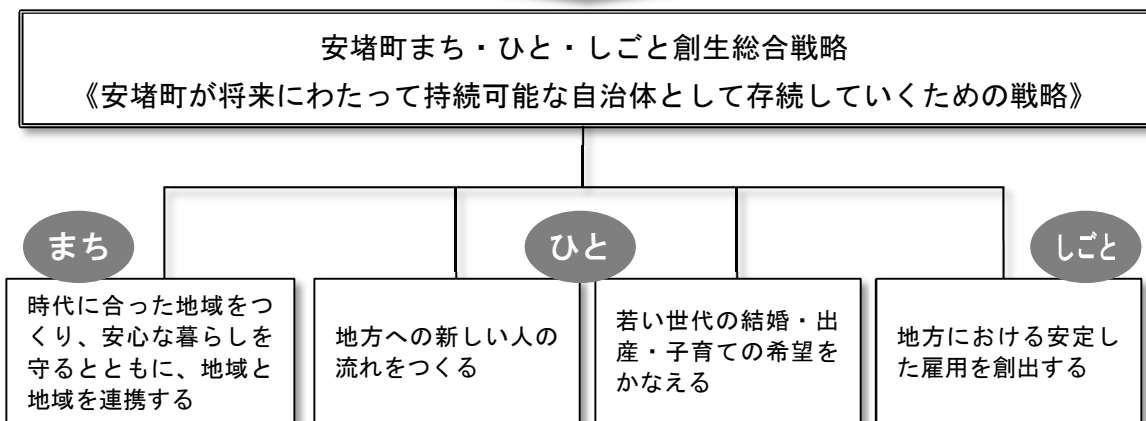 安堵町まち・ひと・しごと創生総合戦略
《安堵町が将来にわたって持続可能な自治体として存続していくための戦略》
まち
ひと
しごと
時代に合った地域をつ
くり、安心な暮らしを
守るとともに、地域と
地域を連携する
地方への新しい人の
流れをつくる
若い世代の結婚・出
産・子育ての希望を
かなえる
地方における安定し
た雇用を創出する